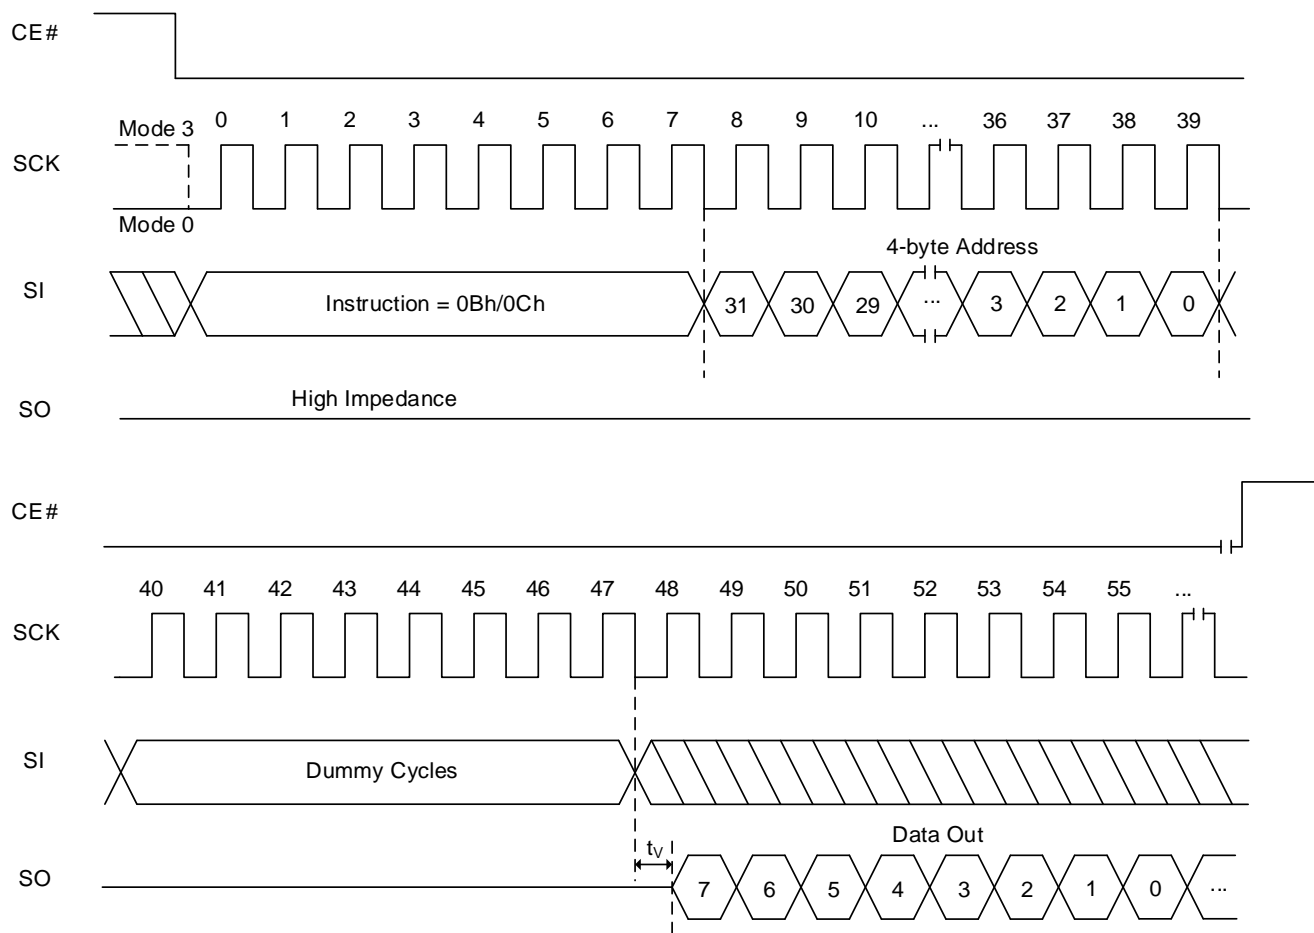 CE#
Mode 3 0 1 2 3 4 5 6 7 8 9 10 ... 36 37 38 39
SCK
Mode 0
4-byte Address
SI Instruction = 0Bh/0Ch 31 30 29 ... 3 2 1 0
High Impedance
SO
CE#
40 41 42 43 44 45 46 47 48 49 50 51 52 53 54 55 ...
SCK
SI Dummy Cycles
Data Out
tV
SO 7 6 5 4 3 2 1 0 ...